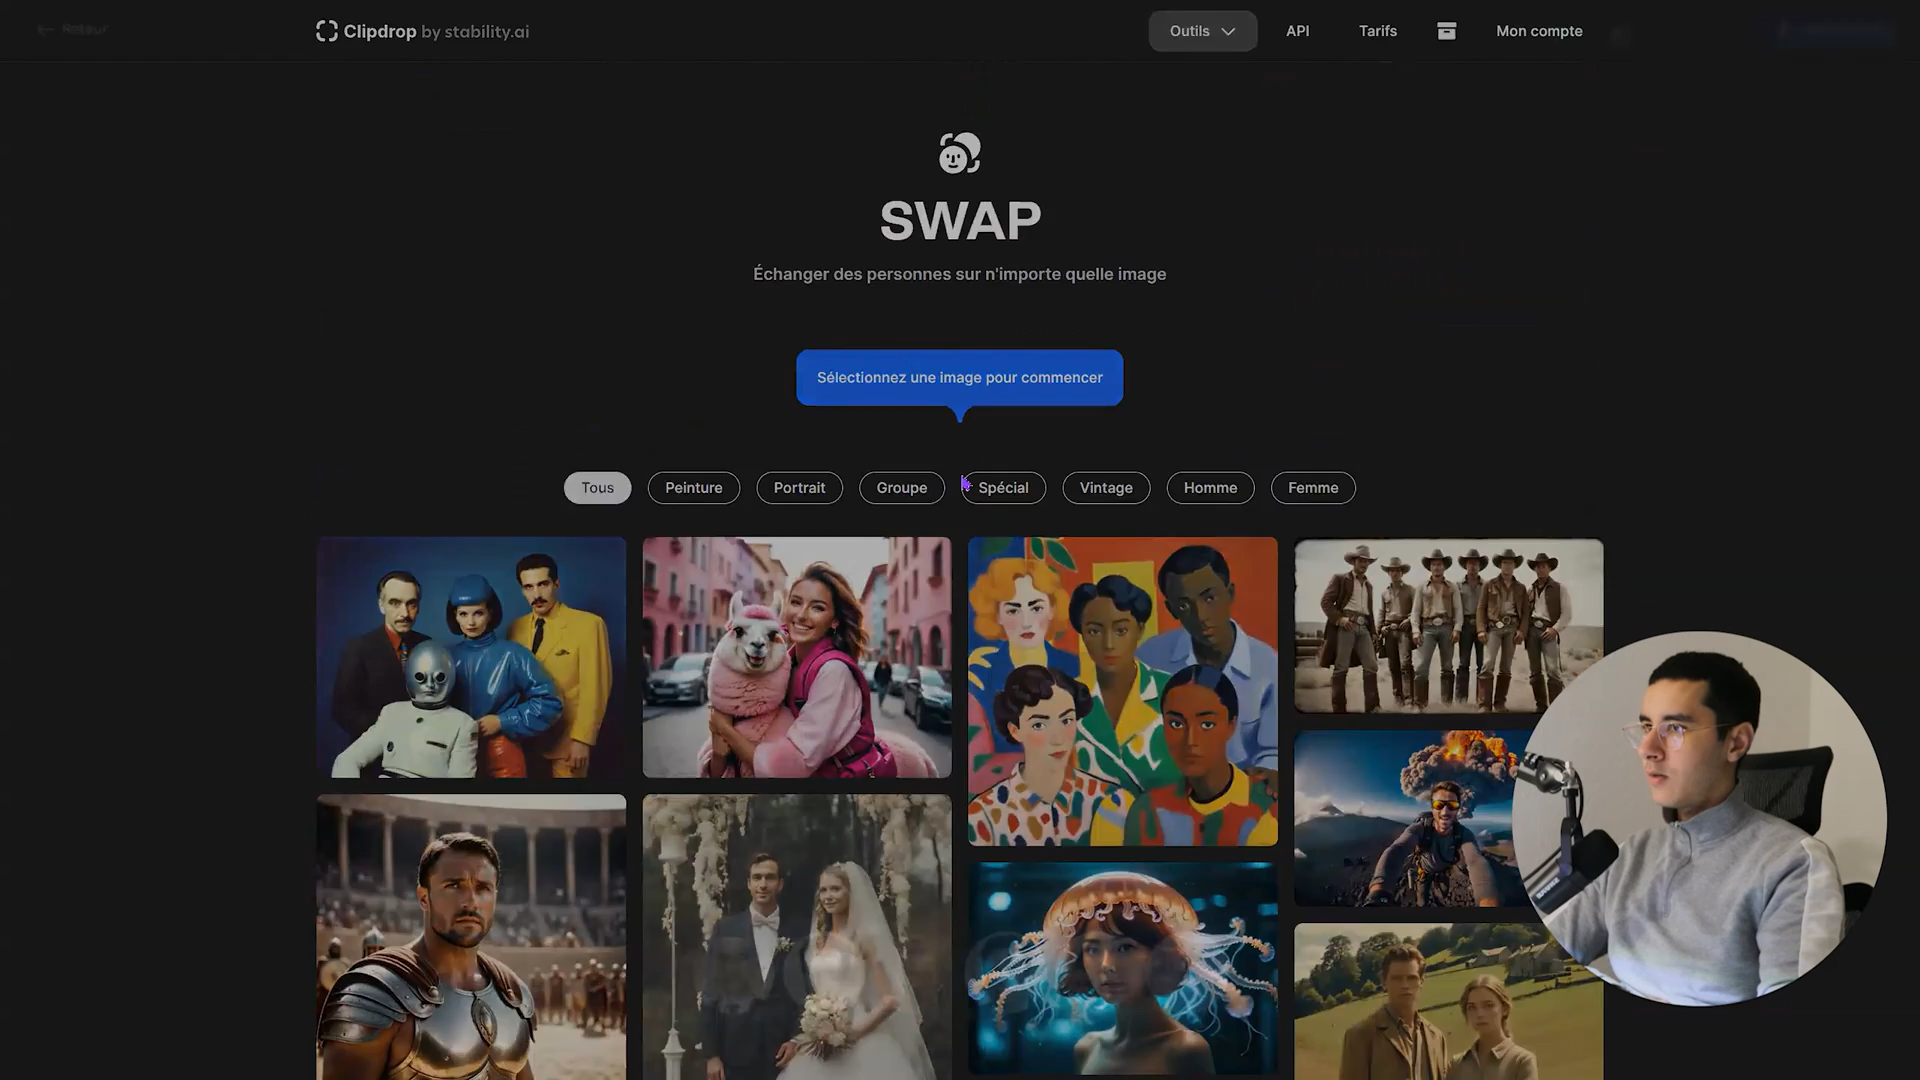 Retour
Clipdrop by stability.ai
Outils
API
Tarifs
Mon compte
SWAP
Échanger des personnes sur n'importe quelle image
Sélectionnez une image pour commencer
Tous
Peinture
Portrait
Groupe
Spécial
Vintage
Homme
Femme